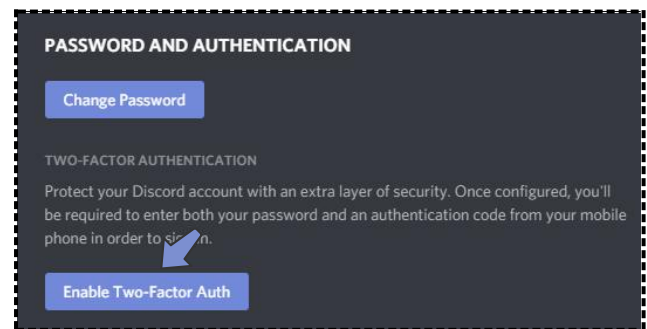 PASSWORD AND AUTHENTICATION
Change Password
TWO-FACTOR AUTHENTICATION
Protect your Discord account with an extra layer of security. Once configured, you'll
be required to enter both your password and an authentication code from your mobile
phone in order to
Enable Two-Factor Auth